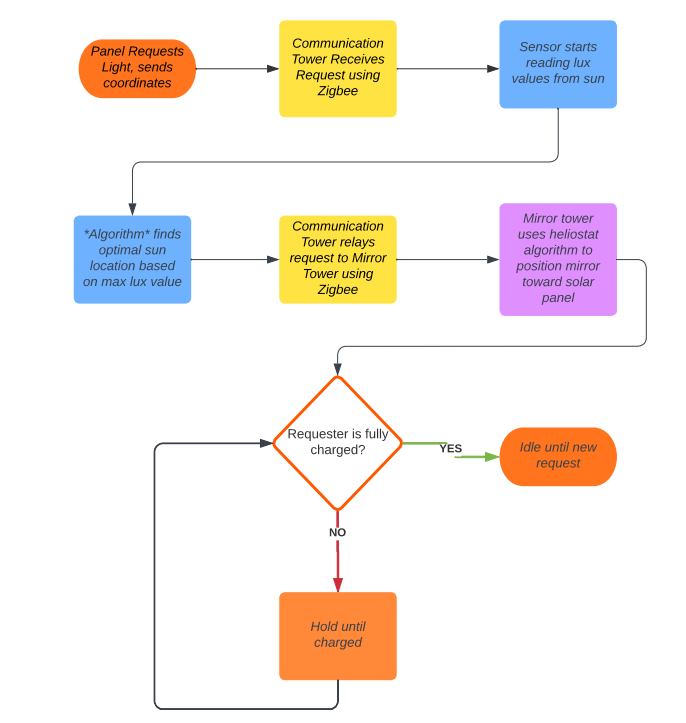 Panel Requests
Light, sends
coordinates
Communication
Tower Receives
Request using
Zigbee
Sensor starts
reading lux
values from sun
*Algorithm* finds
optimal sun
location based
on max lux value
Communication
Tower relays
request to Mirror
Tower using
Zigbee
Mirror tower
uses heliostat
algorithm to
position mirror
toward solar
panel
Requester is fully
charged?
YES
Idle until new
request
NO
Hold until
charged